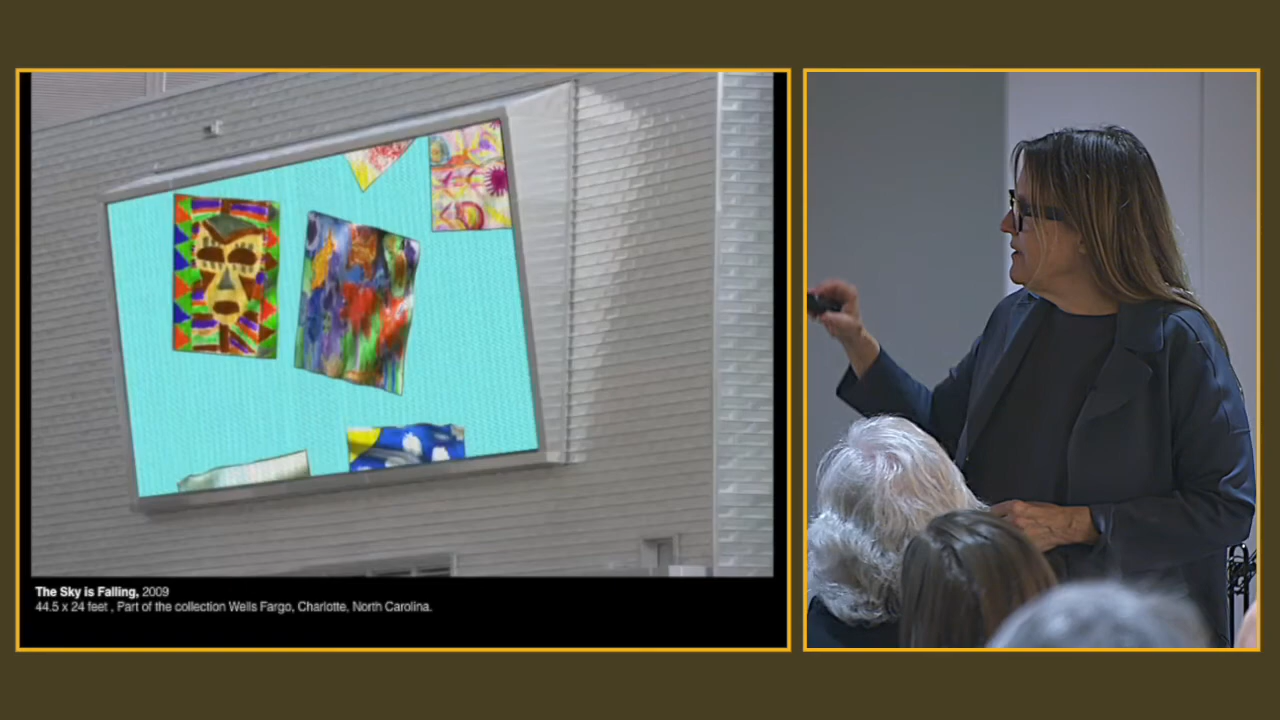 The Sky is Falling, 2009
44.5 x 24 feet , Part of the collection Wells Fargo, Charlotte, North Carolina.